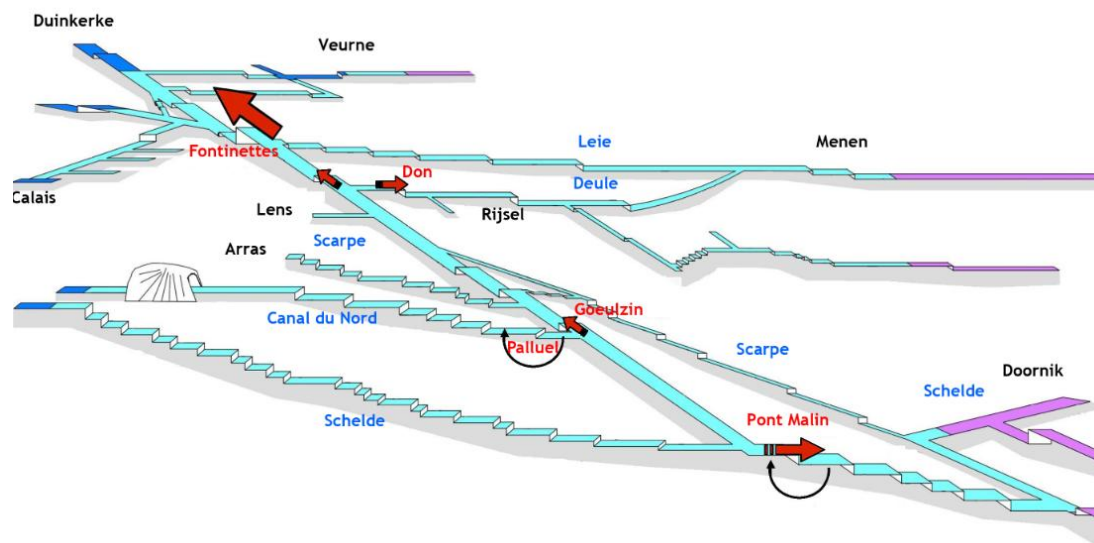 Duinkerke
Veurne
Leie
Menen
Fontinettes
Don
Deule
Calais
Lens
Rijsel
Scarpe
Arras
Goeulzin
Canal du Nord
Palluel
Scarpe
Doornik
Schelde
Pont Malin
Schelde